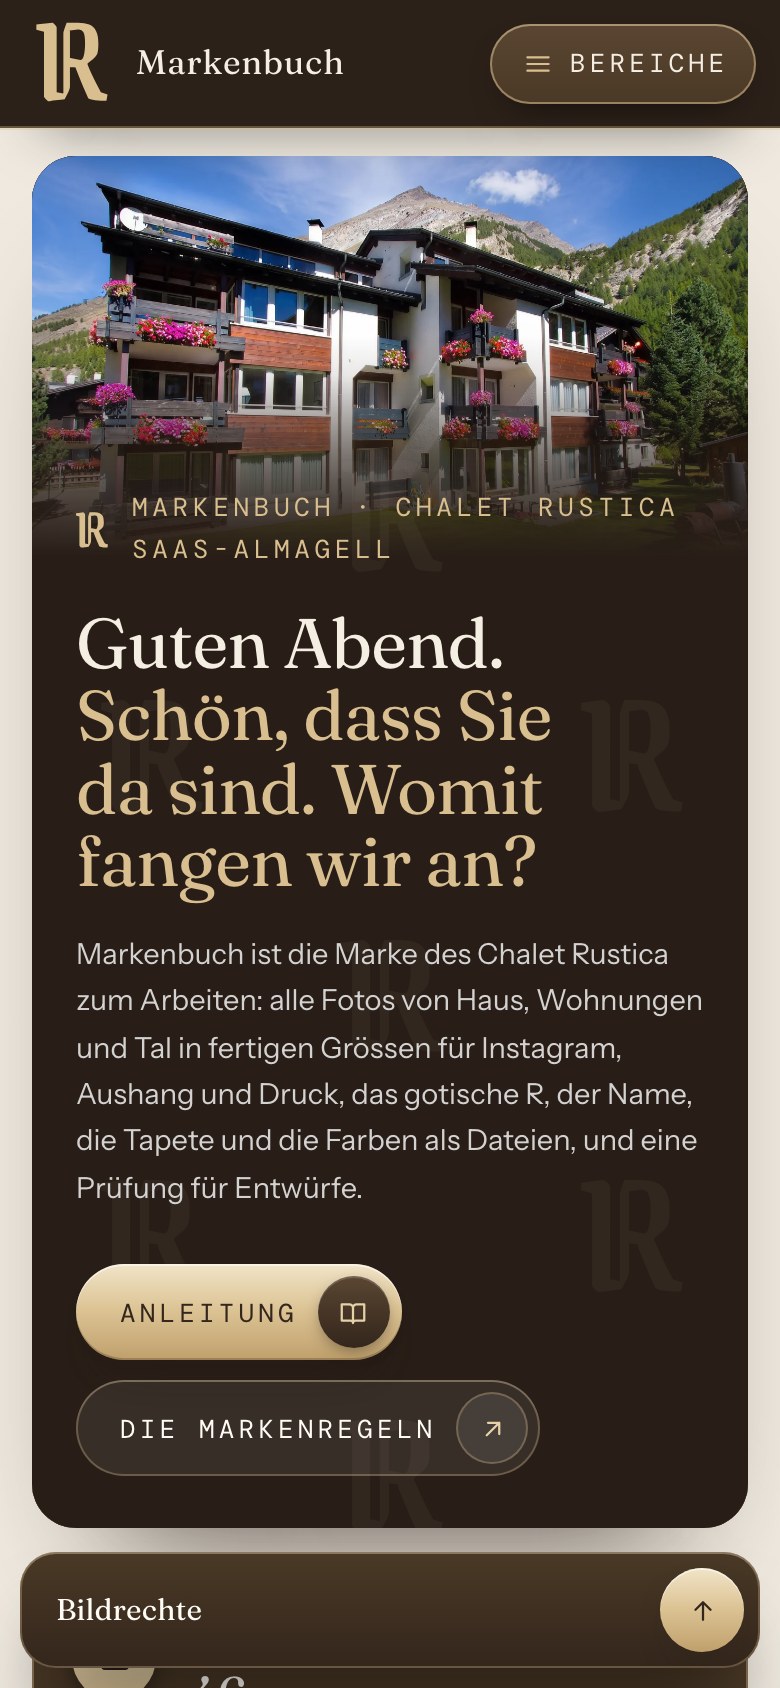 Markenbuch
BEREICHE
MARKENBUCH · CHALET RUSTICA
SAAS-ALMAGELL
Guten Abend.
Schön, dass Sie
da sind. Womit
fangen wir an?
Markenbuch ist die Marke des Chalet Rustica
zum Arbeiten: alle Fotos von Haus, Wohnungen
und Tal in fertigen Grössen für Instagram,
Aushang und Druck, das gotische R, der Name,
die Tapete und die Farben als Dateien, und eine
Prüfung für Entwürfe.
ANLEITUNG
DIE MARKENREGELN
Bildrechte